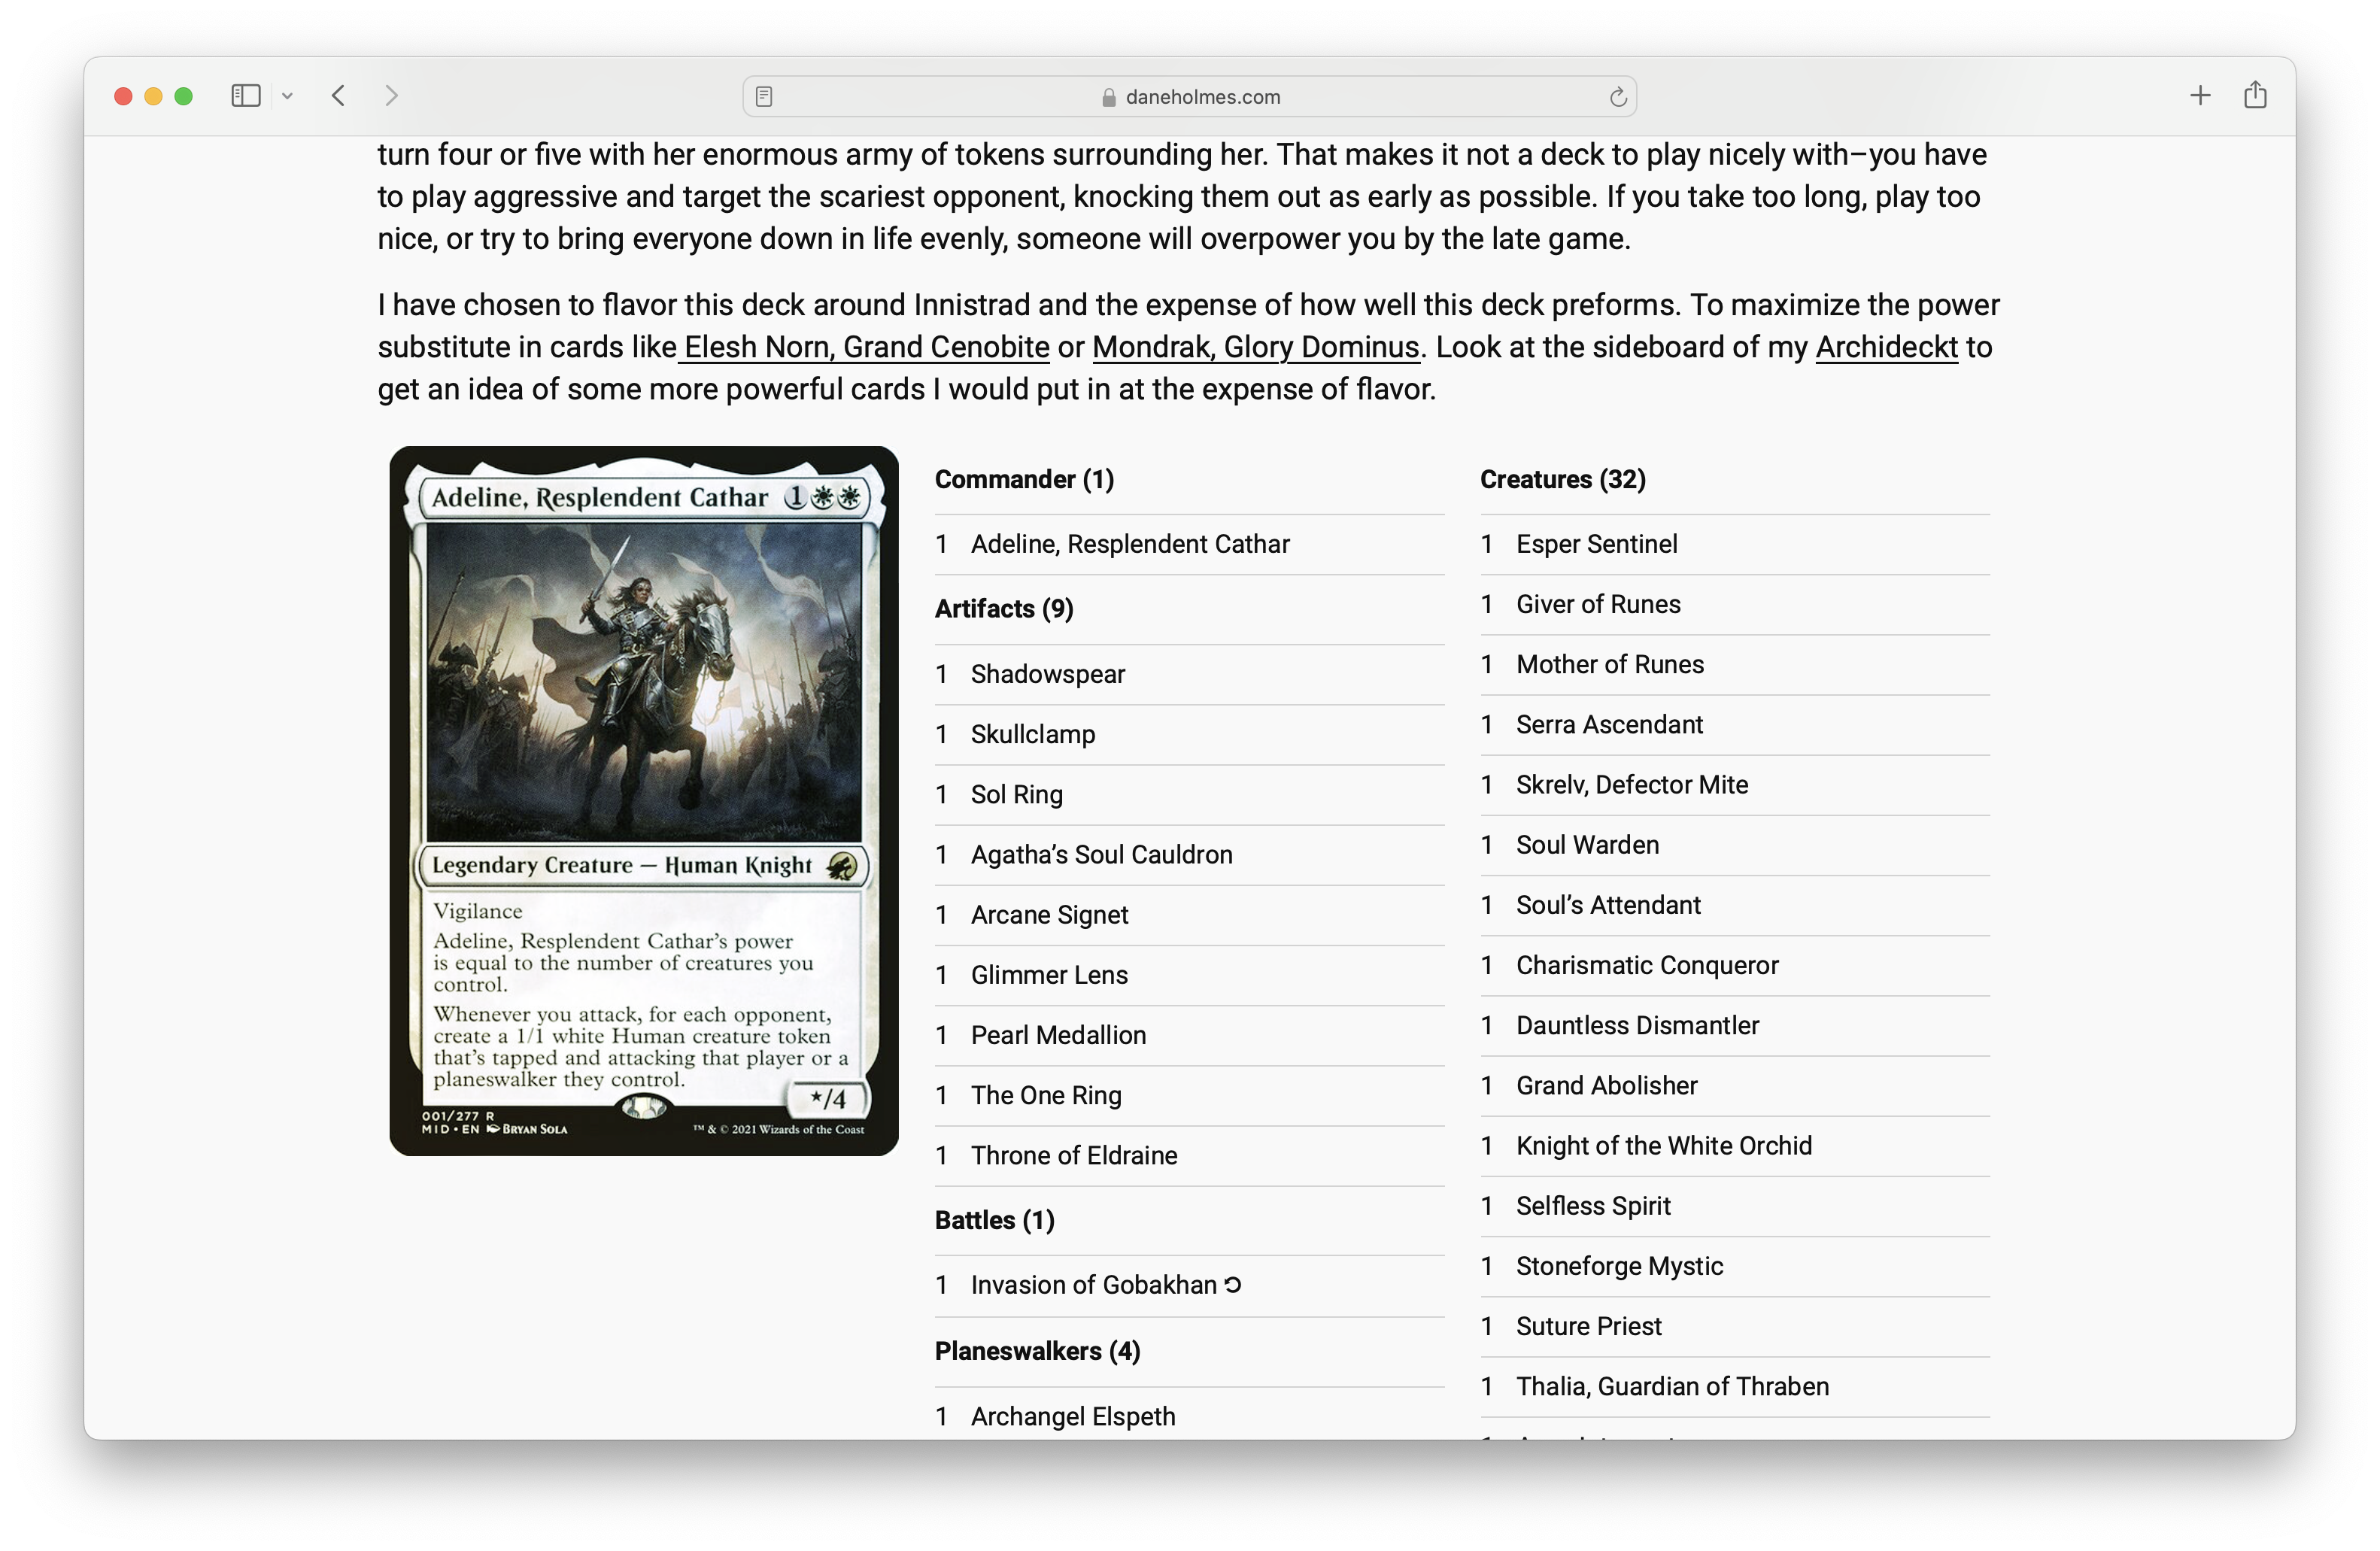 daneholmes.com
turn four or five with her enormous army of tokens surrounding her. That makes it not a deck to play nicely with–you have
to play aggressive and target the scariest opponent, knocking them out as early as possible. If you take too long, play too
nice, or try to bring everyone down in life evenly, someone will overpower you by the late game.
I have chosen to flavor this deck around Innistrad and the expense of how well this deck preforms. To maximize the power
substitute in cards like Elesh Norn, Grand Cenobite or Mondrak, Glory Dominus. Look at the sideboard of my Archideckt to
get an idea of some more powerful cards I would put in at the expense of flavor.
Adeline, Resplendent Cathar 1
Legendary Creature — Human Knight
Vigilance
Adeline, Resplendent Cathar's power
is equal to the number of creatures you
control.
Whenever you attack, for each opponent,
create a 1/1 white Human creature token
that's tapped and attacking that player or a
planeswalker they control.
★/4
001/277 R
MID • EN BRYAN SOLA
™ & © 2021 Wizards of the Coast
Commander (1)
1 Adeline, Resplendent Cathar
Artifacts (9)
1 Shadowspear
1 Skullclamp
1 Sol Ring
1 Agatha’s Soul Cauldron
1 Arcane Signet
1 Glimmer Lens
1 Pearl Medallion
1 The One Ring
1 Throne of Eldraine
Battles (1)
1 Invasion of Gobakhan
Planeswalkers (4)
1 Archangel Elspeth
Creatures (32)
1 Esper Sentinel
1 Giver of Runes
1 Mother of Runes
1 Serra Ascendant
1 Skrelv, Defector Mite
1 Soul Warden
1 Soul’s Attendant
1 Charismatic Conqueror
1 Dauntless Dismantler
1 Grand Abolisher
1 Knight of the White Orchid
1 Selfless Spirit
1 Stoneforge Mystic
1 Suture Priest
1 Thalia, Guardian of Thraben